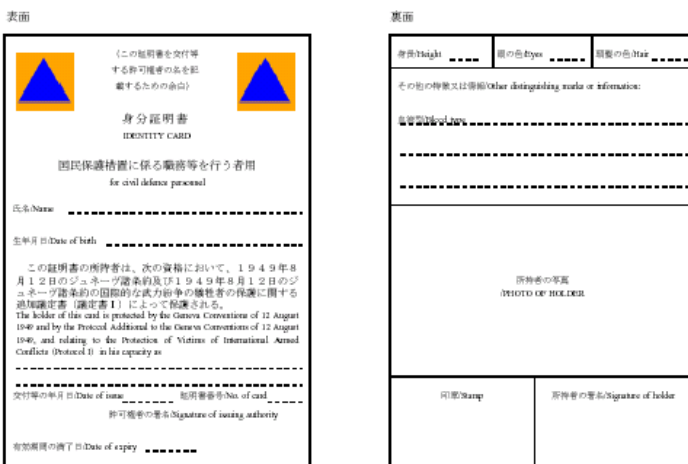 表面
(この証明書を交付等
する許可権者の名を記
載するための余白)
身分証明書
IDENTITY CARD
国民保護措置に係る職務等を行う者用
for civil defence personnel
氏名/Name
生年月日/Date of birth
この証明書の所持者は、次の資格において、1949年8
月12日のジュネーヴ諸条約及び1949年8月12日のジ
ュネーヴ諸条約の国際的な武力紛争の犠牲者の保護に関する
追加議定書(議定書I)によって保護される。
The holder of this card is protected by the Geneva Conventions of 12 August
1949 and by the Protocol Additional to the Geneva Conventions of 12 August
1949, and relating to the Protection of Victims of International Armed
Conflicts (Protocol I) in his capacity as
交付等の年月日/Date of issue 証明書番号/No. of card
許可権者の署名/Signature of issuing authority
有効期間の満了日/Date of expiry
裏面
身長/Height 眼の色/Eyes 頭髪の色/Hair
その他の特徴又は情報/Other distinguishing marks or information:
血液型/Blood type
所持者の写真
/PHOTO OF HOLDER
印章/Stamp 所持者の署名/Signature of holder